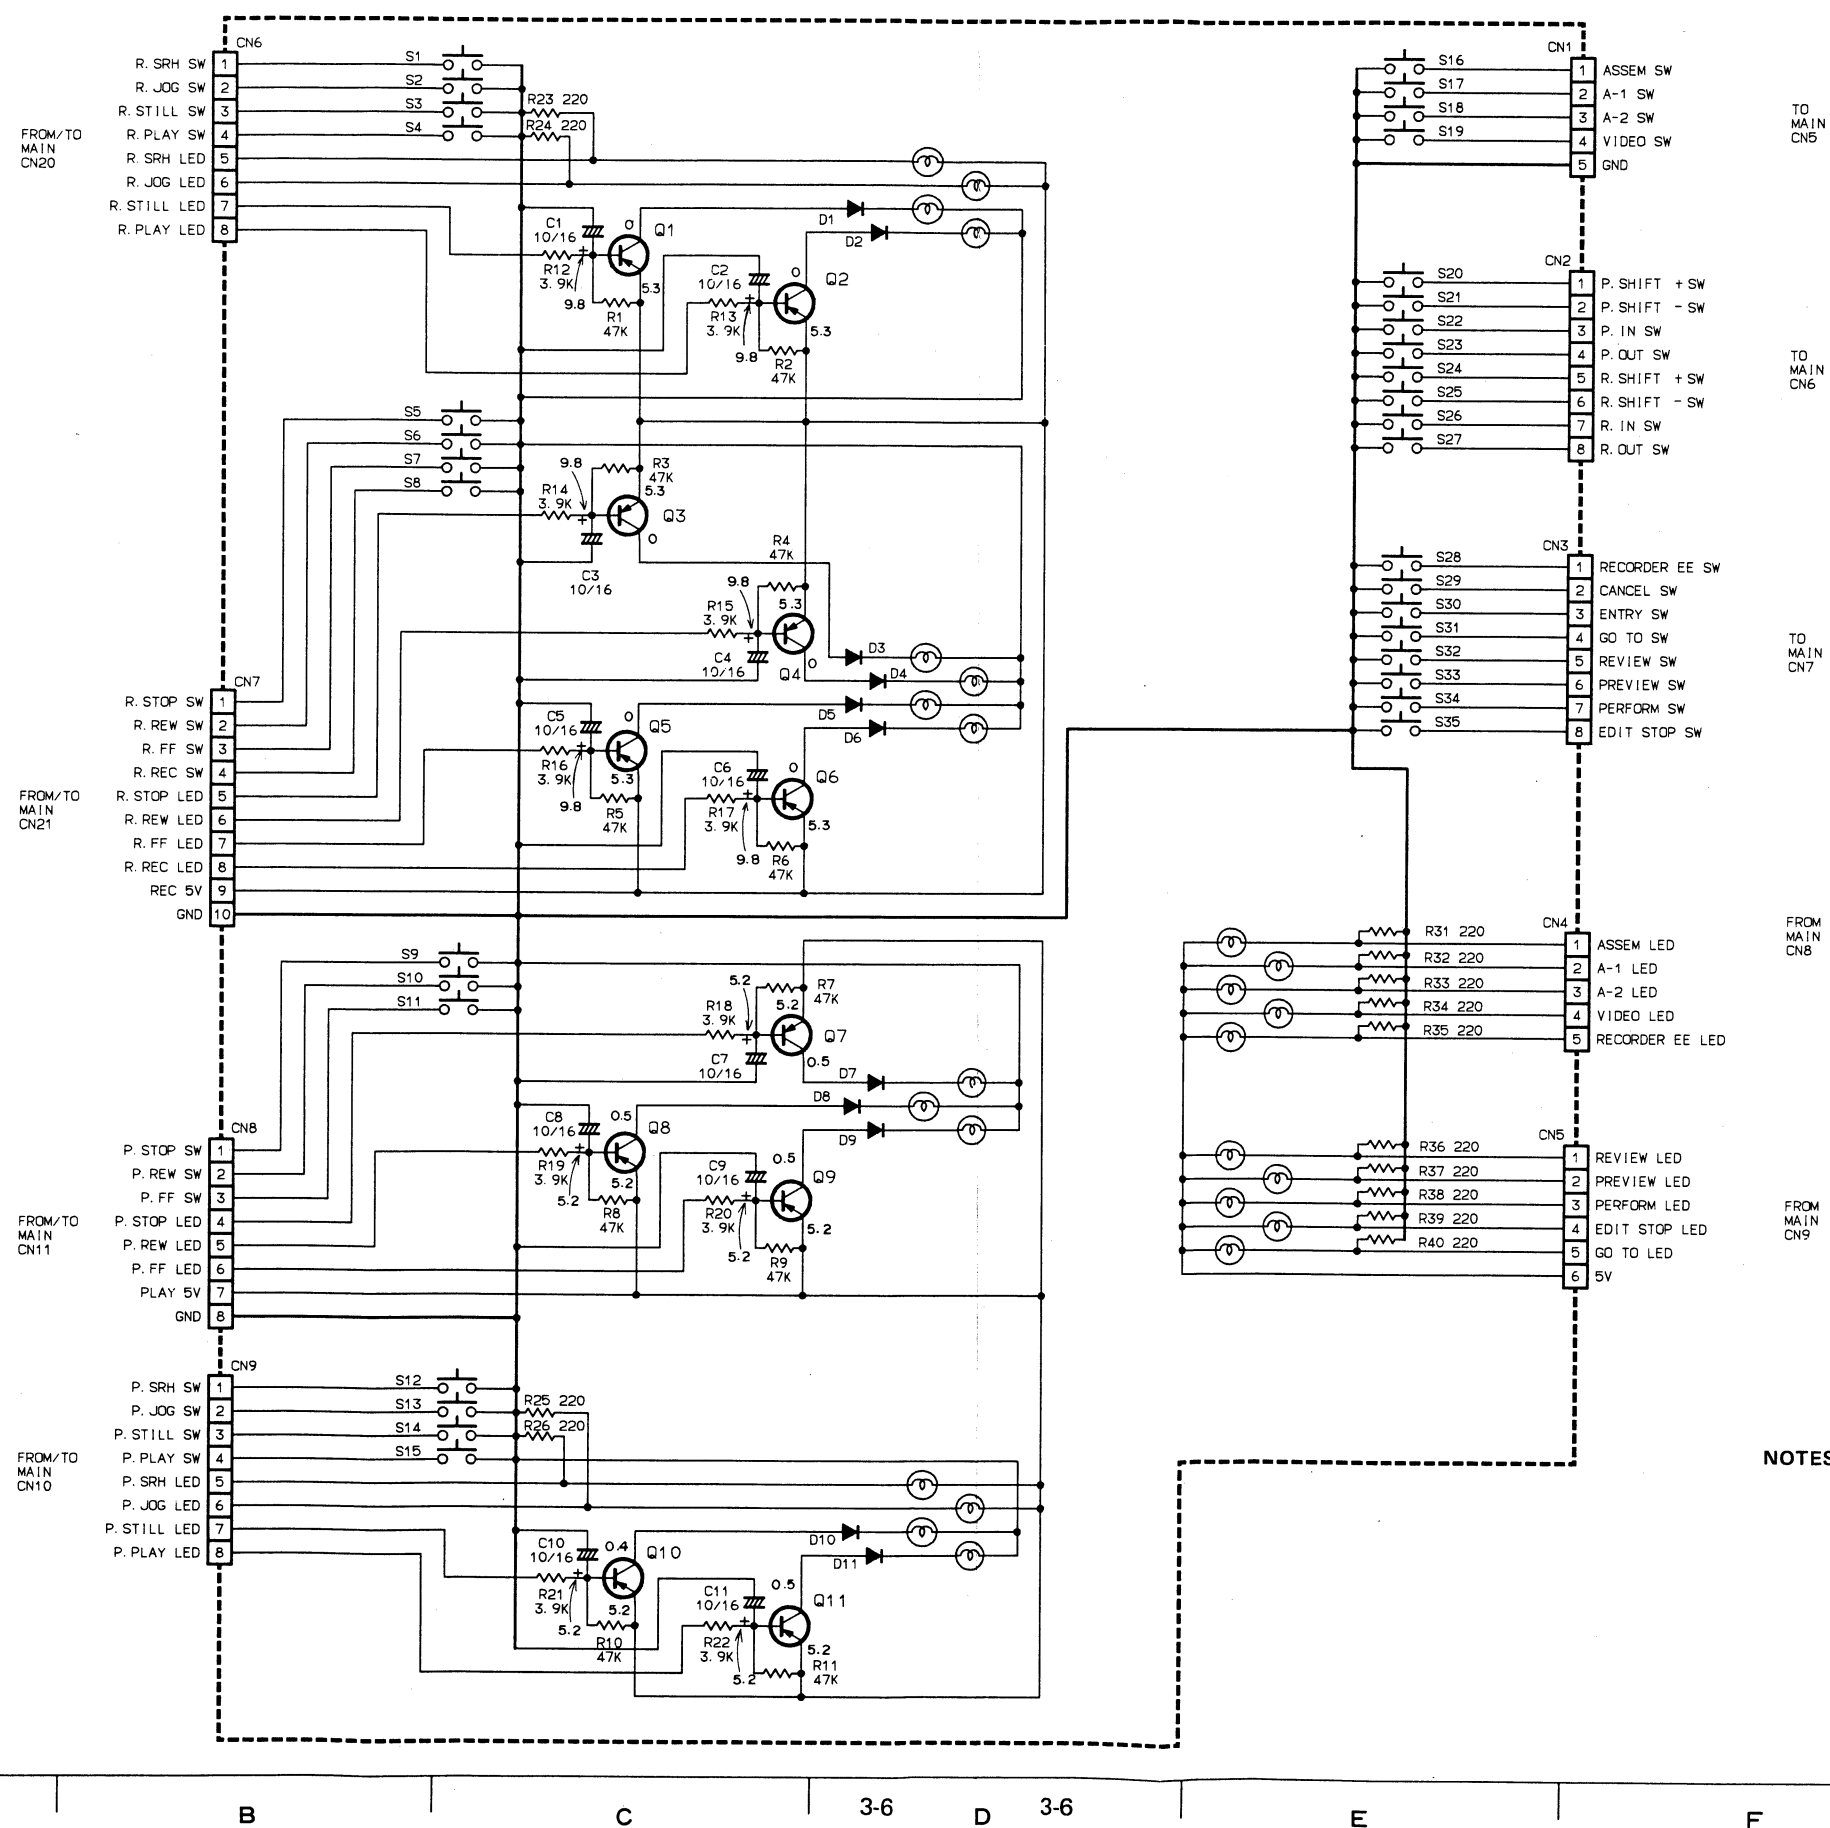 CN6
R. SRH SW 1
R. JOG SW 2
R. STILL SW 3
R. PLAY SW 4
R. SRH LED 5
R. JOG LED 6
R. STILL LED 7
R. PLAY LED 8
FROM/TO
MAIN
CN20
S1
S2
S3
S4
R23 220
R24 220
C1
10/16
0
Q1
R12
3.9K
9.8
5.3
R1
47K
C2
10/16
0
Q2
R13
3.9K
9.8
5.3
R2
47K
D1
D2
S5
S6
S7
S8
9.8
R3
47K
5.3
R14
3.9K
Q3
0
C3
10/16
R4
47K
9.8
5.3
R15
3.9K
C4
10/16
Q4
0
D3
D4
D5
D6
CN7
R. STOP SW 1
R. REW SW 2
R. FF SW 3
R. REC SW 4
R. STOP LED 5
R. REW LED 6
R. FF LED 7
R. REC LED 8
REC 5V 9
GND 10
FROM/TO
MAIN
CN21
C5
10/16
0
Q5
R16
3.9K
9.8
5.3
R5
47K
C6
10/16
0
Q6
R17
3.9K
9.8
5.3
R6
47K
S9
S10
S11
5.2
R7
47K
5.2
R18
3.9K
Q7
C7
10/16
0.5
D7
D8
D9
CN8
P. STOP SW 1
P. REW SW 2
P. FF SW 3
P. STOP LED 4
P. REW LED 5
P. FF LED 6
PLAY 5V 7
GND 8
FROM/TO
MAIN
CN11
C8
10/16
0.5
Q8
R19
3.9K
5.2
5.2
R8
47K
C9
10/16
0.5
Q9
R20
3.9K
5.2
5.2
R9
47K
CN9
P. SRH SW 1
P. JOG SW 2
P. STILL SW 3
P. PLAY SW 4
P. SRH LED 5
P. JOG LED 6
P. STILL LED 7
P. PLAY LED 8
FROM/TO
MAIN
CN10
S12
S13
S14
S15
R25 220
R26 220
D10
D11
C10
10/16
0.4
Q10
R21
3.9K
5.2
5.2
R10
47K
C11
10/16
0.5
Q11
R22
3.9K
5.2
5.2
R11
47K
CN1
S16 1 ASSEM SW
S17 2 A-1 SW
S18 3 A-2 SW
S19 4 VIDEO SW
5 GND
TO
MAIN
CN5
CN2
S20 1 P. SHIFT + SW
S21 2 P. SHIFT - SW
S22 3 P. IN SW
S23 4 P. OUT SW
S24 5 R. SHIFT + SW
S25 6 R. SHIFT - SW
S26 7 R. IN SW
S27 8 R. OUT SW
TO
MAIN
CN6
CN3
S28 1 RECORDER EE SW
S29 2 CANCEL SW
S30 3 ENTRY SW
S31 4 GO TO SW
S32 5 REVIEW SW
S33 6 PREVIEW SW
S34 7 PERFORM SW
S35 8 EDIT STOP SW
TO
MAIN
CN7
CN4
R31 220 1 ASSEM LED
R32 220 2 A-1 LED
R33 220 3 A-2 LED
R34 220 4 VIDEO LED
R35 220 5 RECORDER EE LED
FROM
MAIN
CN8
CN5
R36 220 1 REVIEW LED
R37 220 2 PREVIEW LED
R38 220 3 PERFORM LED
R39 220 4 EDIT STOP LED
R40 220 5 GO TO LED
6 5V
FROM
MAIN
CN9
NOTES
B C 3-6 D 3-6 E F